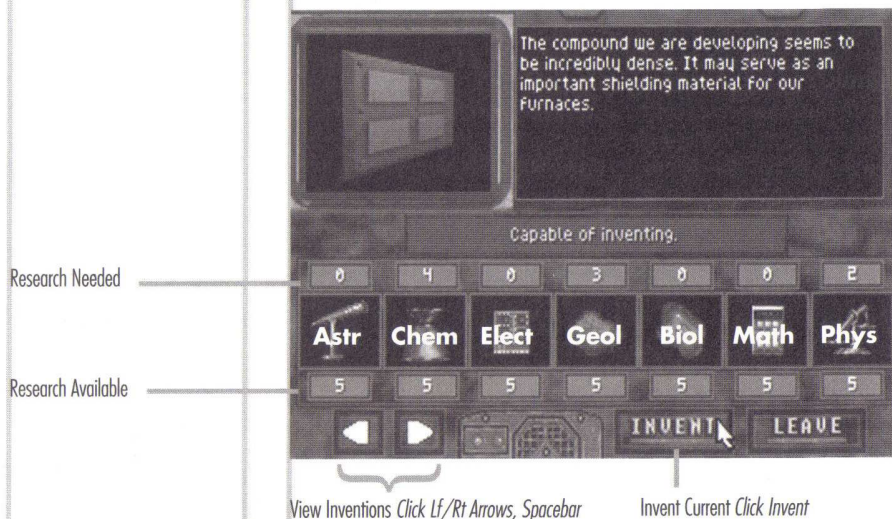 The compound we are developing seems to
be incredibly dense. It may serve as an
important shielding material for our
furnaces.
Capable of inventing.
Research Needed
0 4 0 3 0 0 2
Astr Chem Elect Geol Biol Math Phys
Research Available
5 5 5 5 5 5 5
INVENT LEAVE
View Inventions Click Lf/Rt Arrows, Spacebar
Invent Current Click Invent